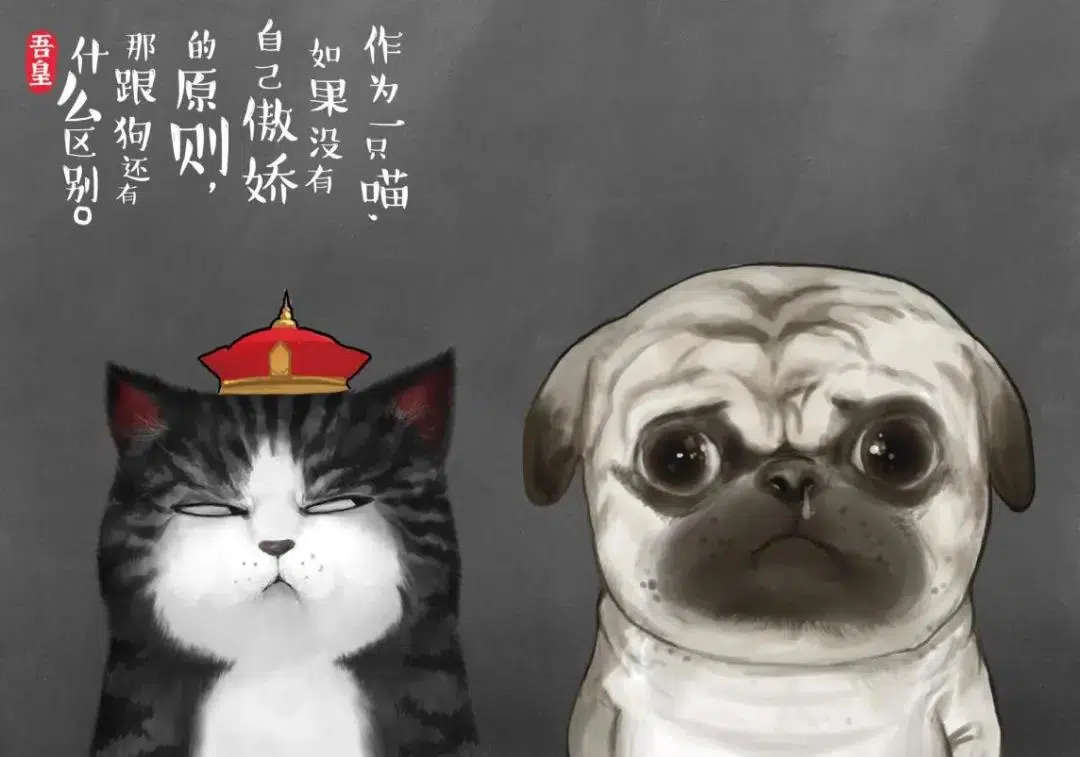 作为一只喵，
如果没有
自己傲娇
的原则，
那跟狗还有
什么区别。
吾皇